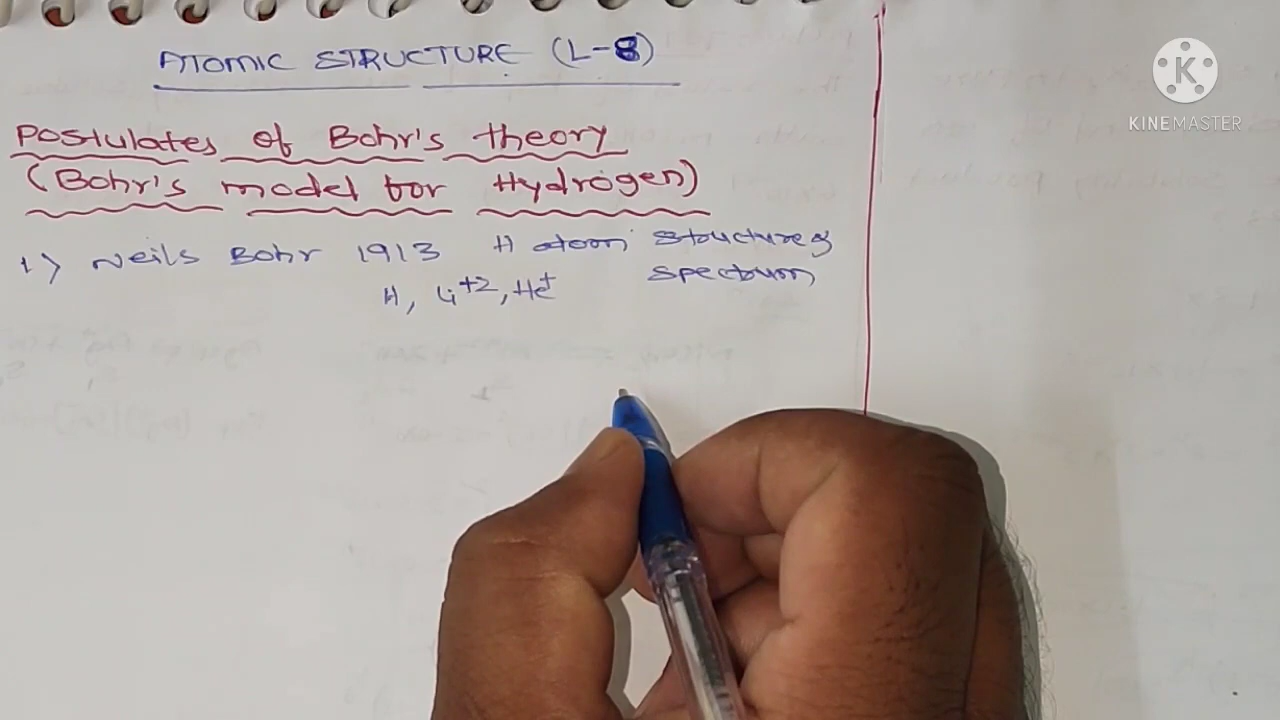 ATOMIC STRUCTURE (L-8)
Postulates of Bohr's theory
(Bohr's model for Hydrogen)
1) Neils Bohr 1913 H atom structure &
spectrum
H, Li+2, He+
K
KINEMASTER